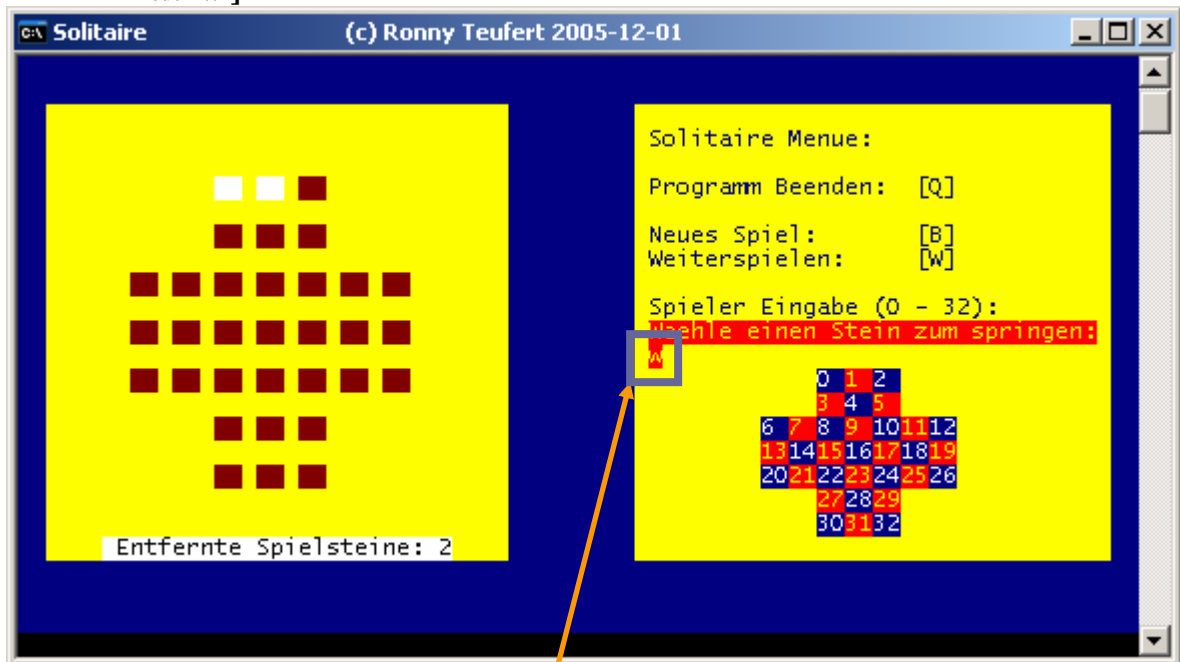 Solitaire (c) Ronny Teufert 2005-12-01
Solitaire Menue:
Programm Beenden: [Q]
Neues Spiel: [B]
Weiterspielen: [W]
Spieler Eingabe (0 - 32):
Waehle einen Stein zum springen:
W
0 1 2
3 4 5
6 7 8 9 10 11 12
13 14 15 16 17 18 19
20 21 22 23 24 25 26
27 28 29
30 31 32
Entfernte Spielsteine: 2